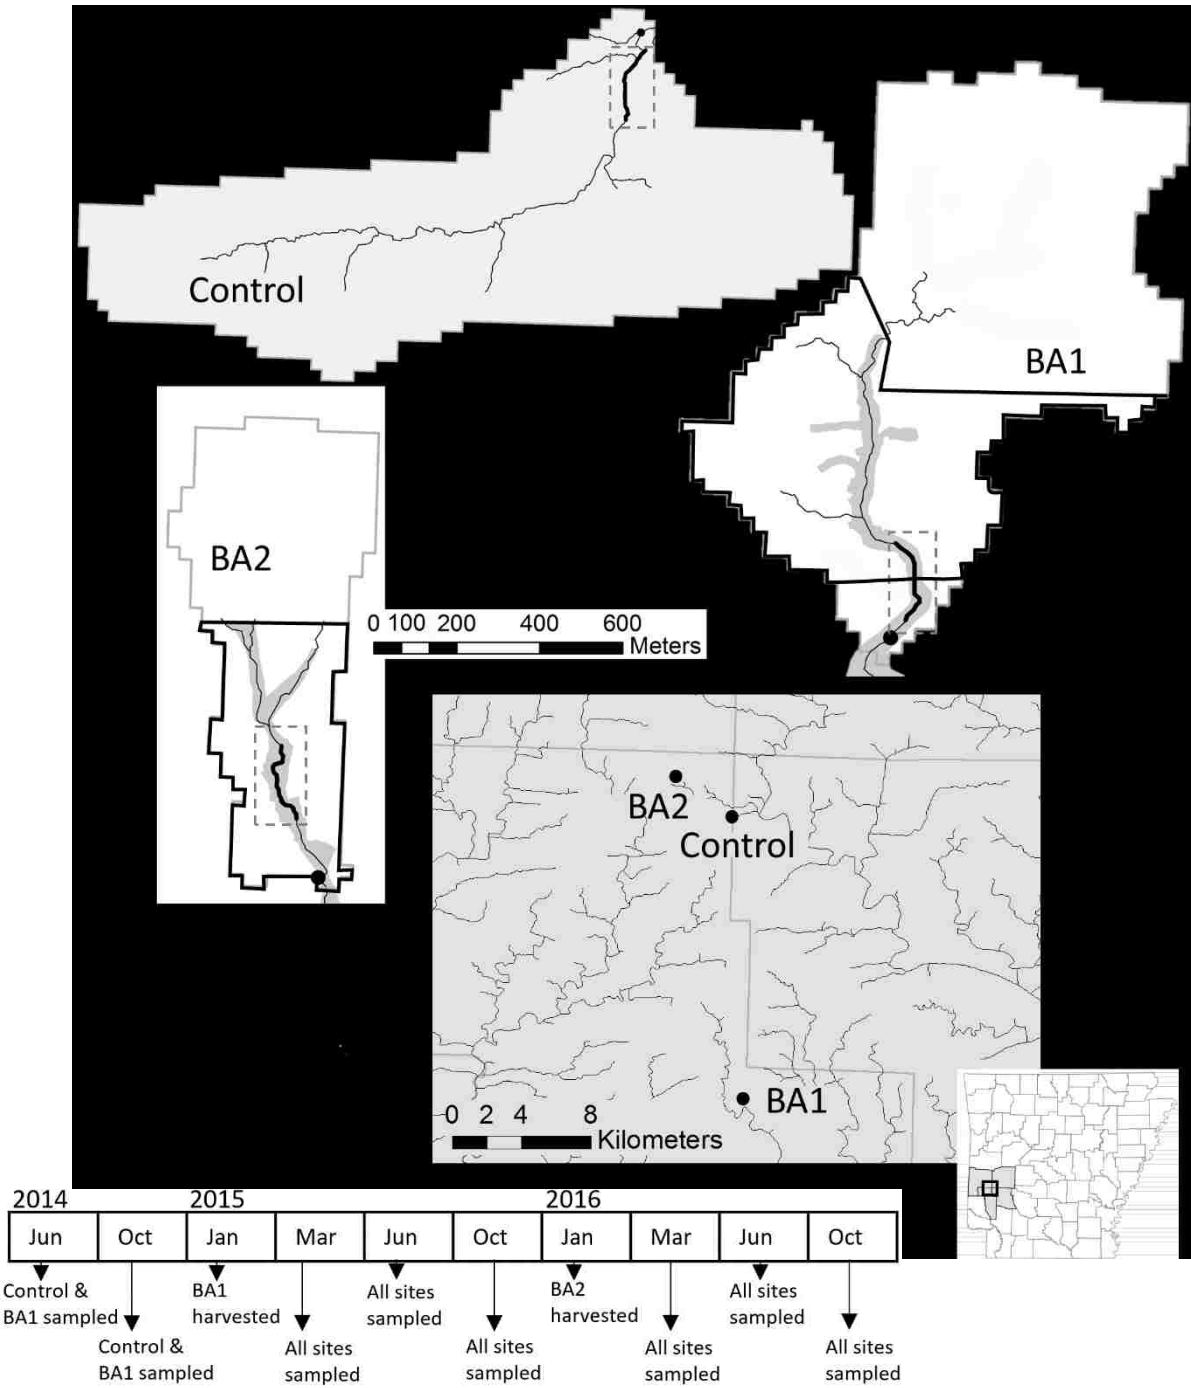 Control
BA1
BA2
0 100 200 400 600
Meters
BA2
Control
BA1
0 2 4 8
Kilometers
2014 2015 2016
Jun Oct Jan Mar Jun Oct Jan Mar Jun Oct
Control &
BA1 sampled
Control &
BA1 sampled
BA1
harvested
All sites
sampled
All sites
sampled
All sites
sampled
BA2
harvested
All sites
sampled
All sites
sampled
All sites
sampled